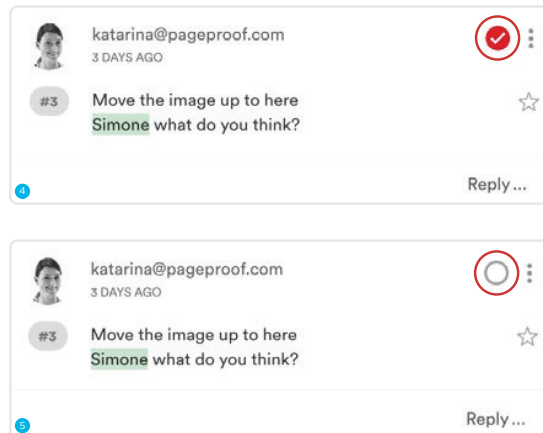 katarina@pageproof.com
3 DAYS AGO
#3
Move the image up to here
Simone what do you think?
Reply ...
4
katarina@pageproof.com
3 DAYS AGO
#3
Move the image up to here
Simone what do you think?
Reply ...
5